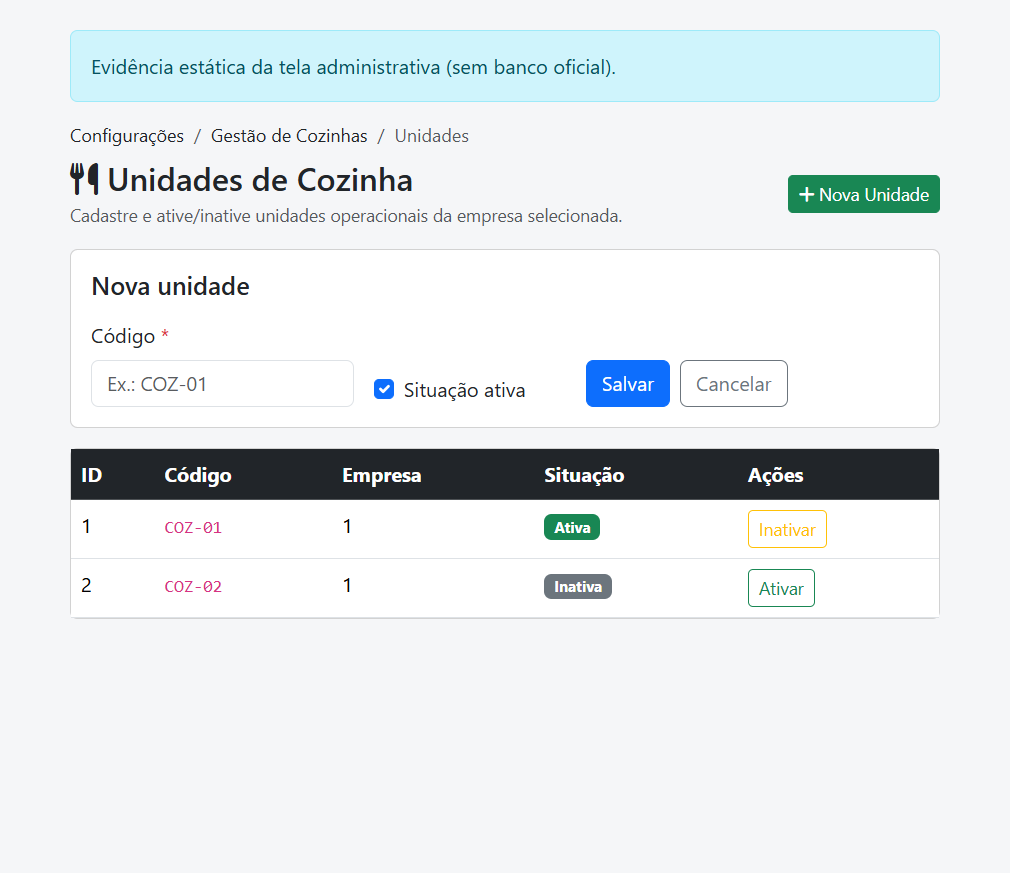 Evidência estática da tela administrativa (sem banco oficial).
Configurações / Gestão de Cozinhas / Unidades
Unidades de Cozinha
Cadastre e ative/inative unidades operacionais da empresa selecionada.
+ Nova Unidade
Nova unidade
Código *
Ex.: COZ-01
Situação ativa
Salvar
Cancelar
ID Código Empresa Situação Ações
1 COZ-01 1 Ativa Inativar
2 COZ-02 1 Inativa Ativar